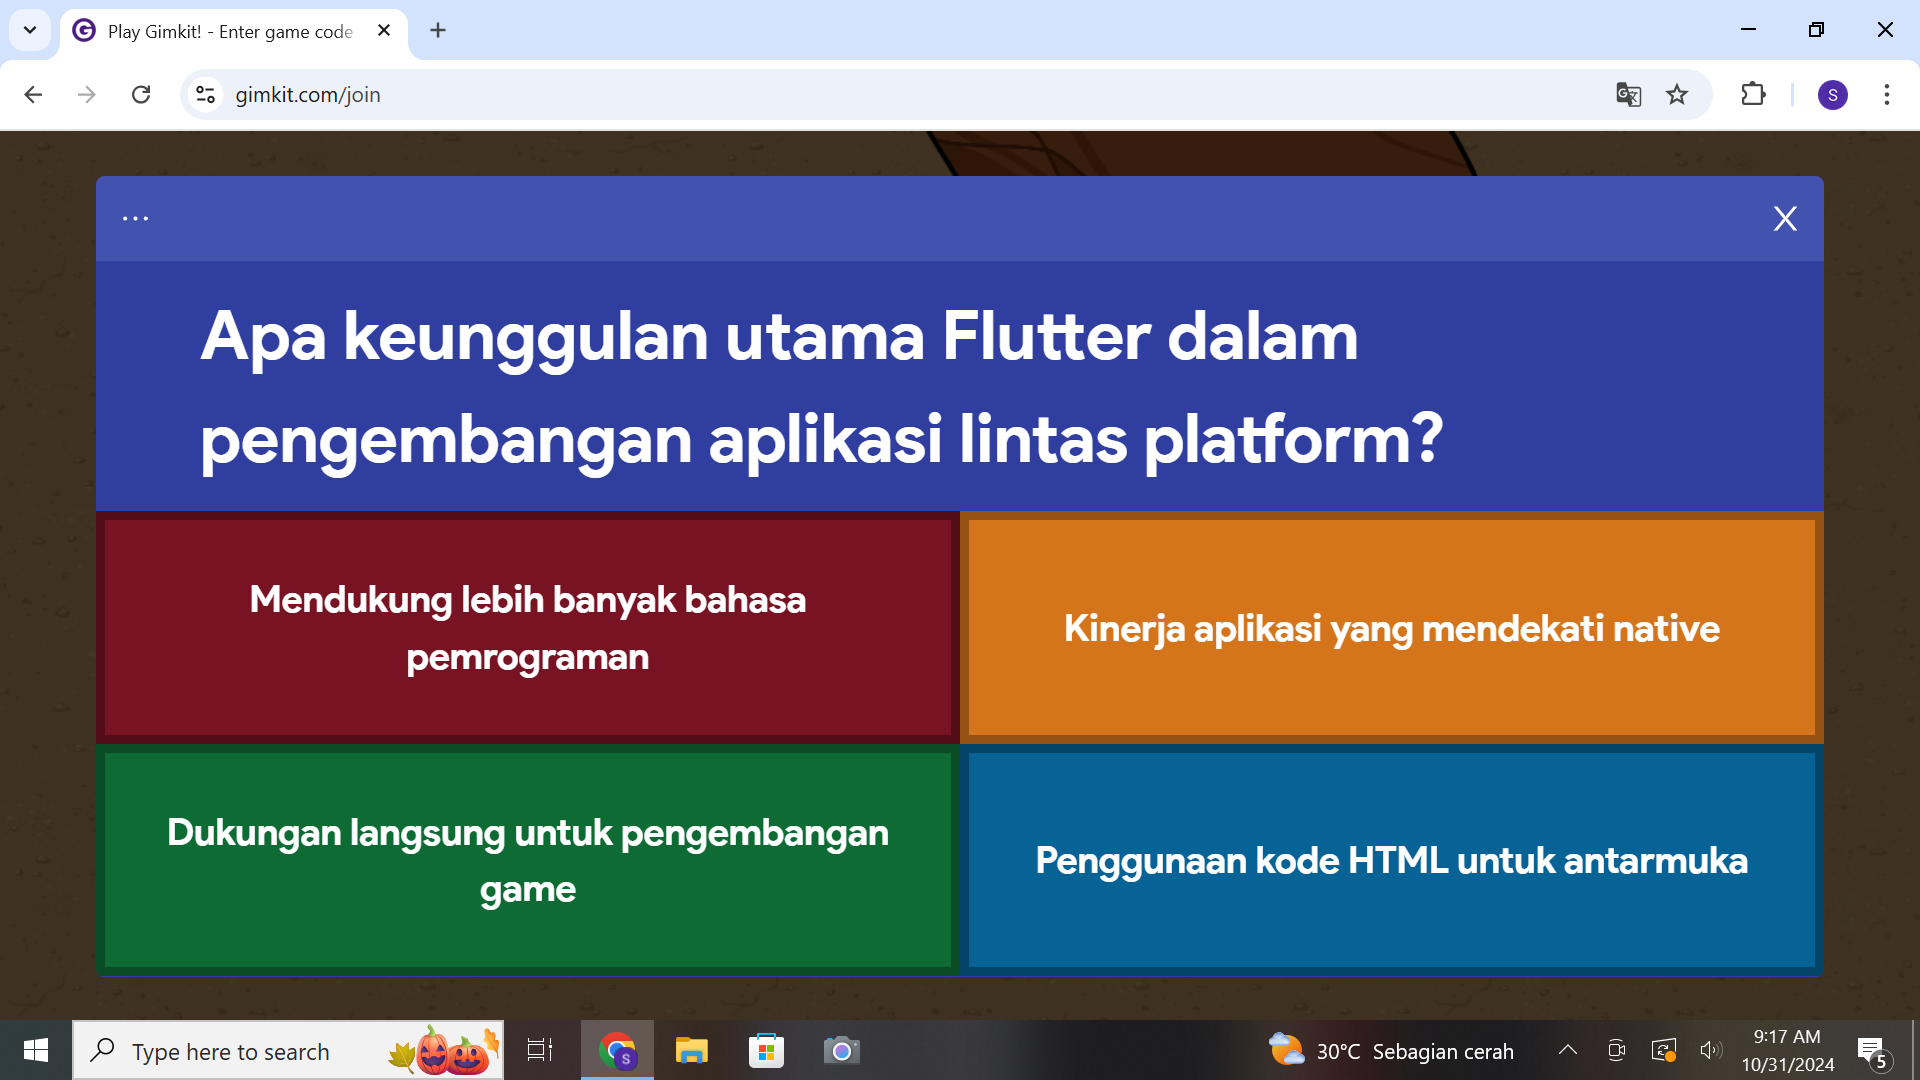 Play Gimkit! - Enter game code
gimkit.com/join
S
...
X
Apa keunggulan utama Flutter dalam
pengembangan aplikasi lintas platform?
Mendukung lebih banyak bahasa
pemrograman
Kinerja aplikasi yang mendekati native
Dukungan langsung untuk pengembangan
game
Penggunaan kode HTML untuk antarmuka
Type here to search
S
30°C Sebagian cerah
9:17 AM
10/31/2024
5